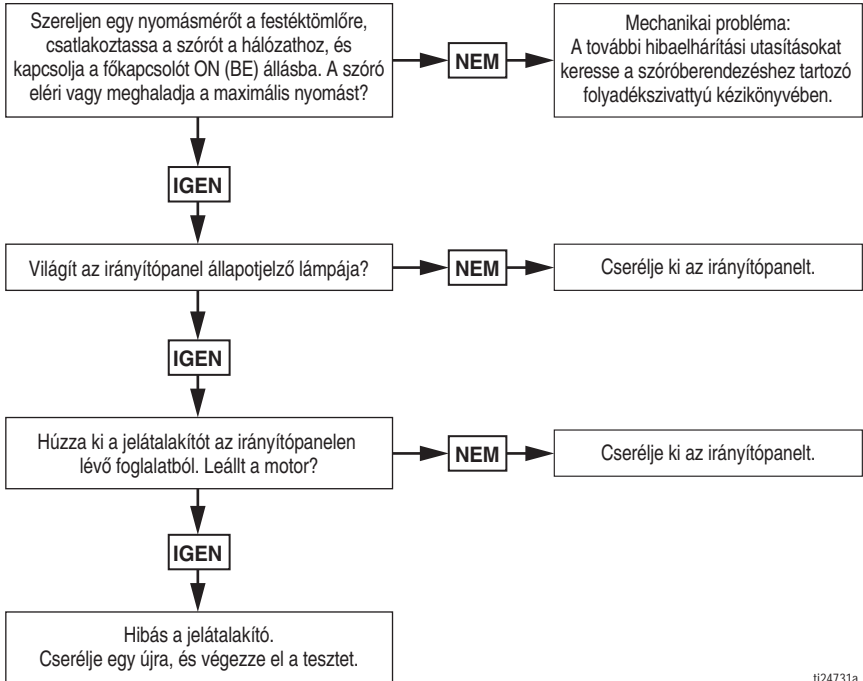 Szereljen egy nyomásmérőt a festéktömlőre,
csatlakoztassa a szórót a hálózathoz, és
kapcsolja a főkapcsolót ON (BE) állásba. A szóró
eléri vagy meghaladja a maximális nyomást?
NEM
Mechanikai probléma:
A további hibaelhárítási utasításokat
keresse a szóróberendezéshez tartozó
folyadékszivattyú kézikönyvében.
IGEN
Világít az irányítópanel állapotjelző lámpája?
NEM
Cserélje ki az irányítópanelt.
IGEN
Húzza ki a jelátalakítót az irányítópanelen
lévő foglalatból. Leállt a motor?
NEM
Cserélje ki az irányítópanelt.
IGEN
Hibás a jelátalakító.
Cserélje egy újra, és végezze el a tesztet.
ti24731a